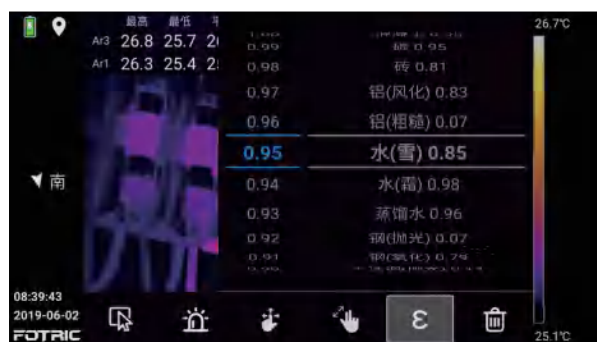 最高 最低
Ar3 26.8 25.7
Ar1 26.3 25.4
0.99 碳 0.95
0.98 砖 0.81
0.97 铝(风化) 0.83
0.96 铝(粗糙) 0.07
0.95 水(雪) 0.85
0.94 水(霜) 0.98
0.93 蒸馏水 0.96
0.92 钢(抛光) 0.07
0.91 钢(氧化) 0.79
26.7℃
南
08:39:43
2019-06-02
FOTRIC
ε
25.1℃